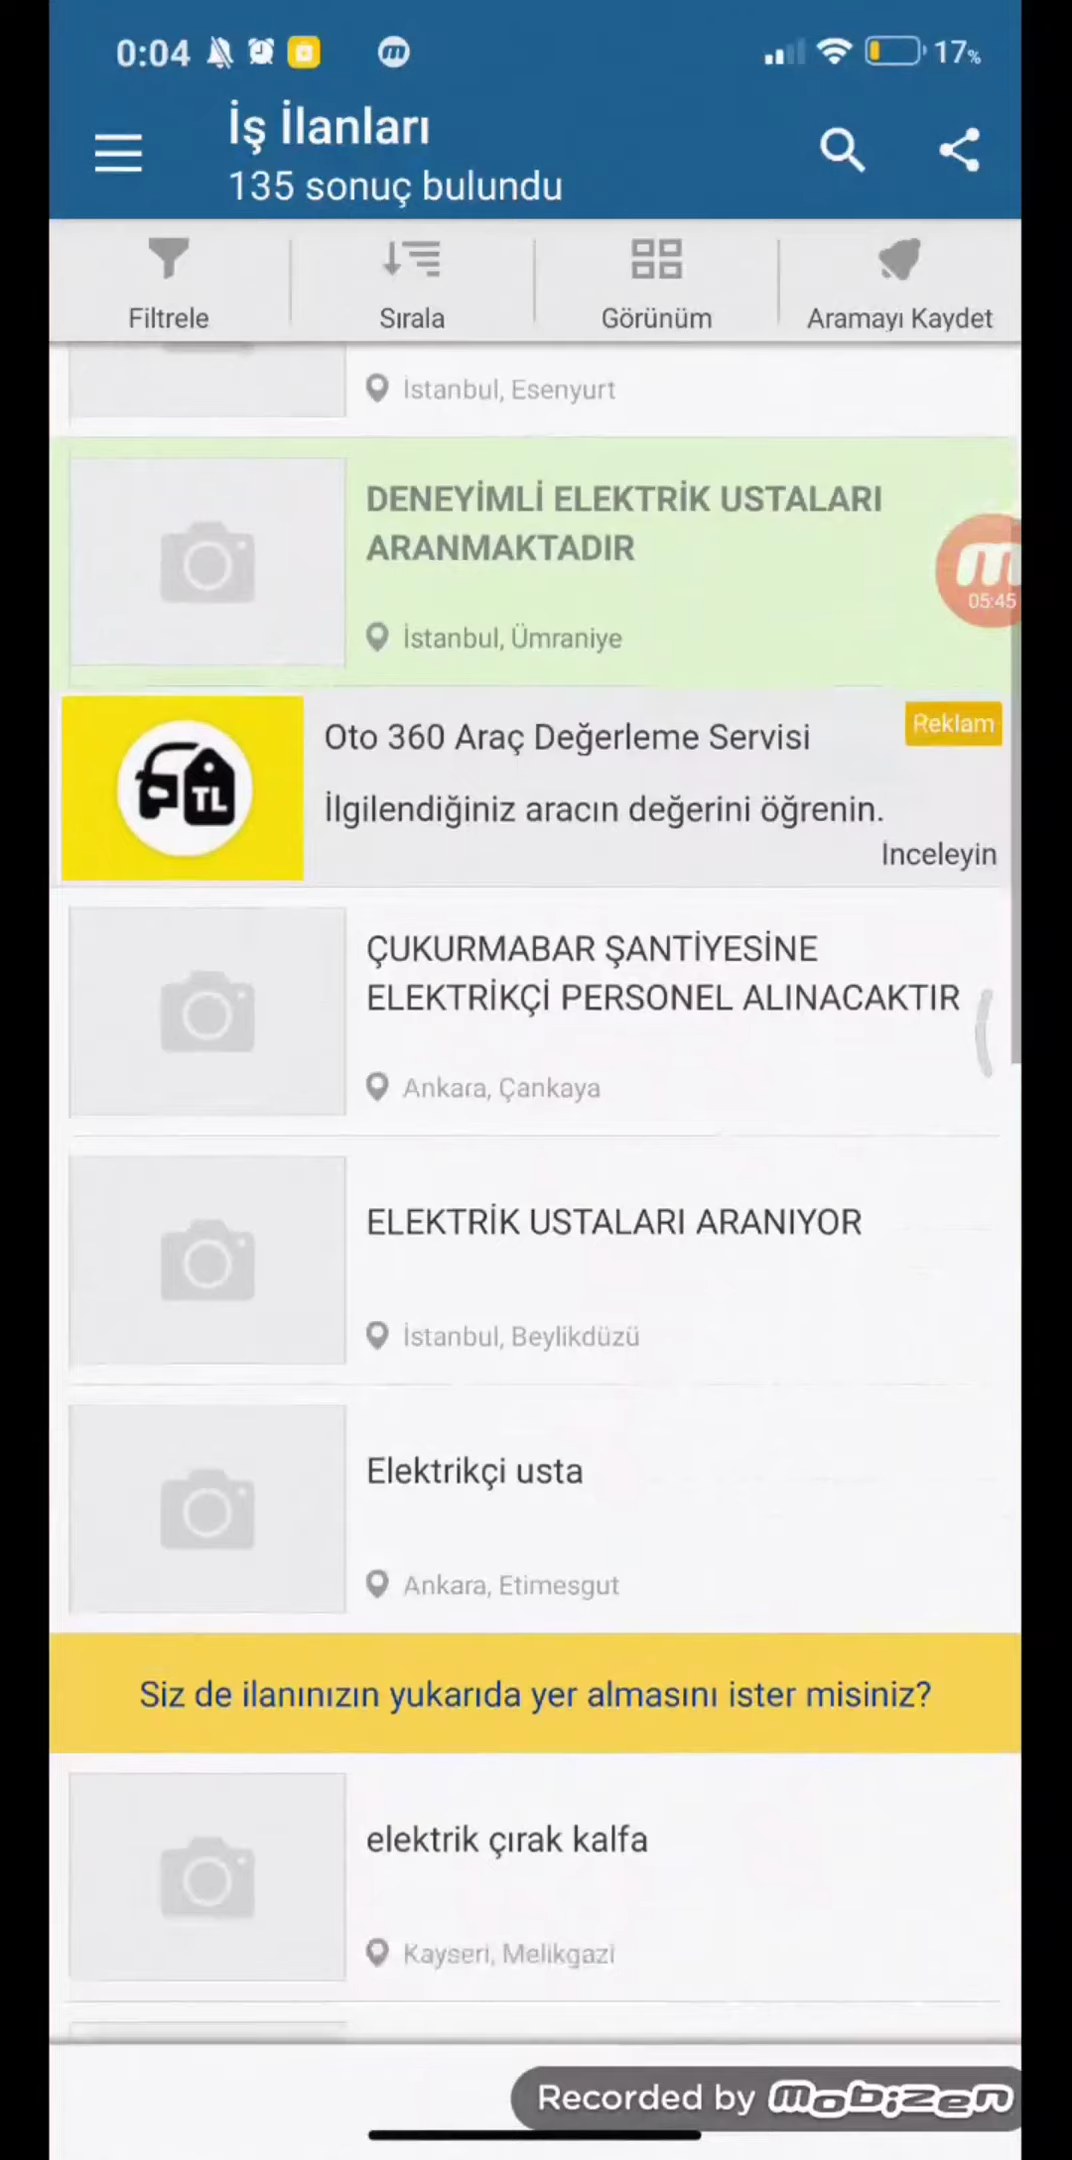 0:04
17%
İş İlanları
135 sonuç bulundu
Filtrele
Sırala
Görünüm
Aramayı Kaydet
İstanbul, Esenyurt
DENEYİMLİ ELEKTRİK USTALARI
ARANMAKTADIR
05:45
İstanbul, Ümraniye
Oto 360 Araç Değerleme Servisi
Reklam
TL
İlgilendiğiniz aracın değerini öğrenin.
İnceleyin
ÇUKURMABAR ŞANTİYESİNE
ELEKTRİKÇİ PERSONEL ALINACAKTIR
Ankara, Çankaya
ELEKTRİK USTALARI ARANIYOR
İstanbul, Beylikdüzü
Elektrikçi usta
Ankara, Etimesgut
Siz de ilanınızın yukarıda yer almasını ister misiniz?
elektrik çırak kalfa
Kayseri, Melikgazi
Recorded by mobizen